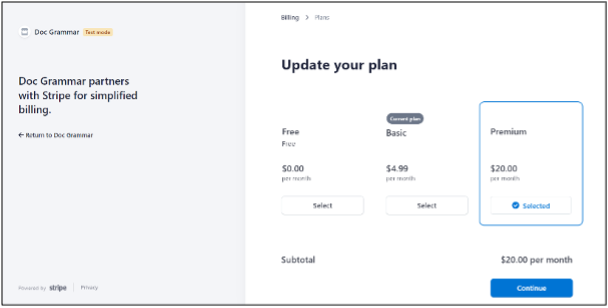 Doc Grammar Test mode
Doc Grammar partners
with Stripe for simplified
billing.
← Return to Doc Grammar
Powered by stripe Privacy
Billing > Plans
Update your plan
Free
Free
$0.00
per month
Select
Current plan
Basic
$4.99
per month
Select
Premium
$20.00
per month
Selected
Subtotal $20.00 per month
Continue